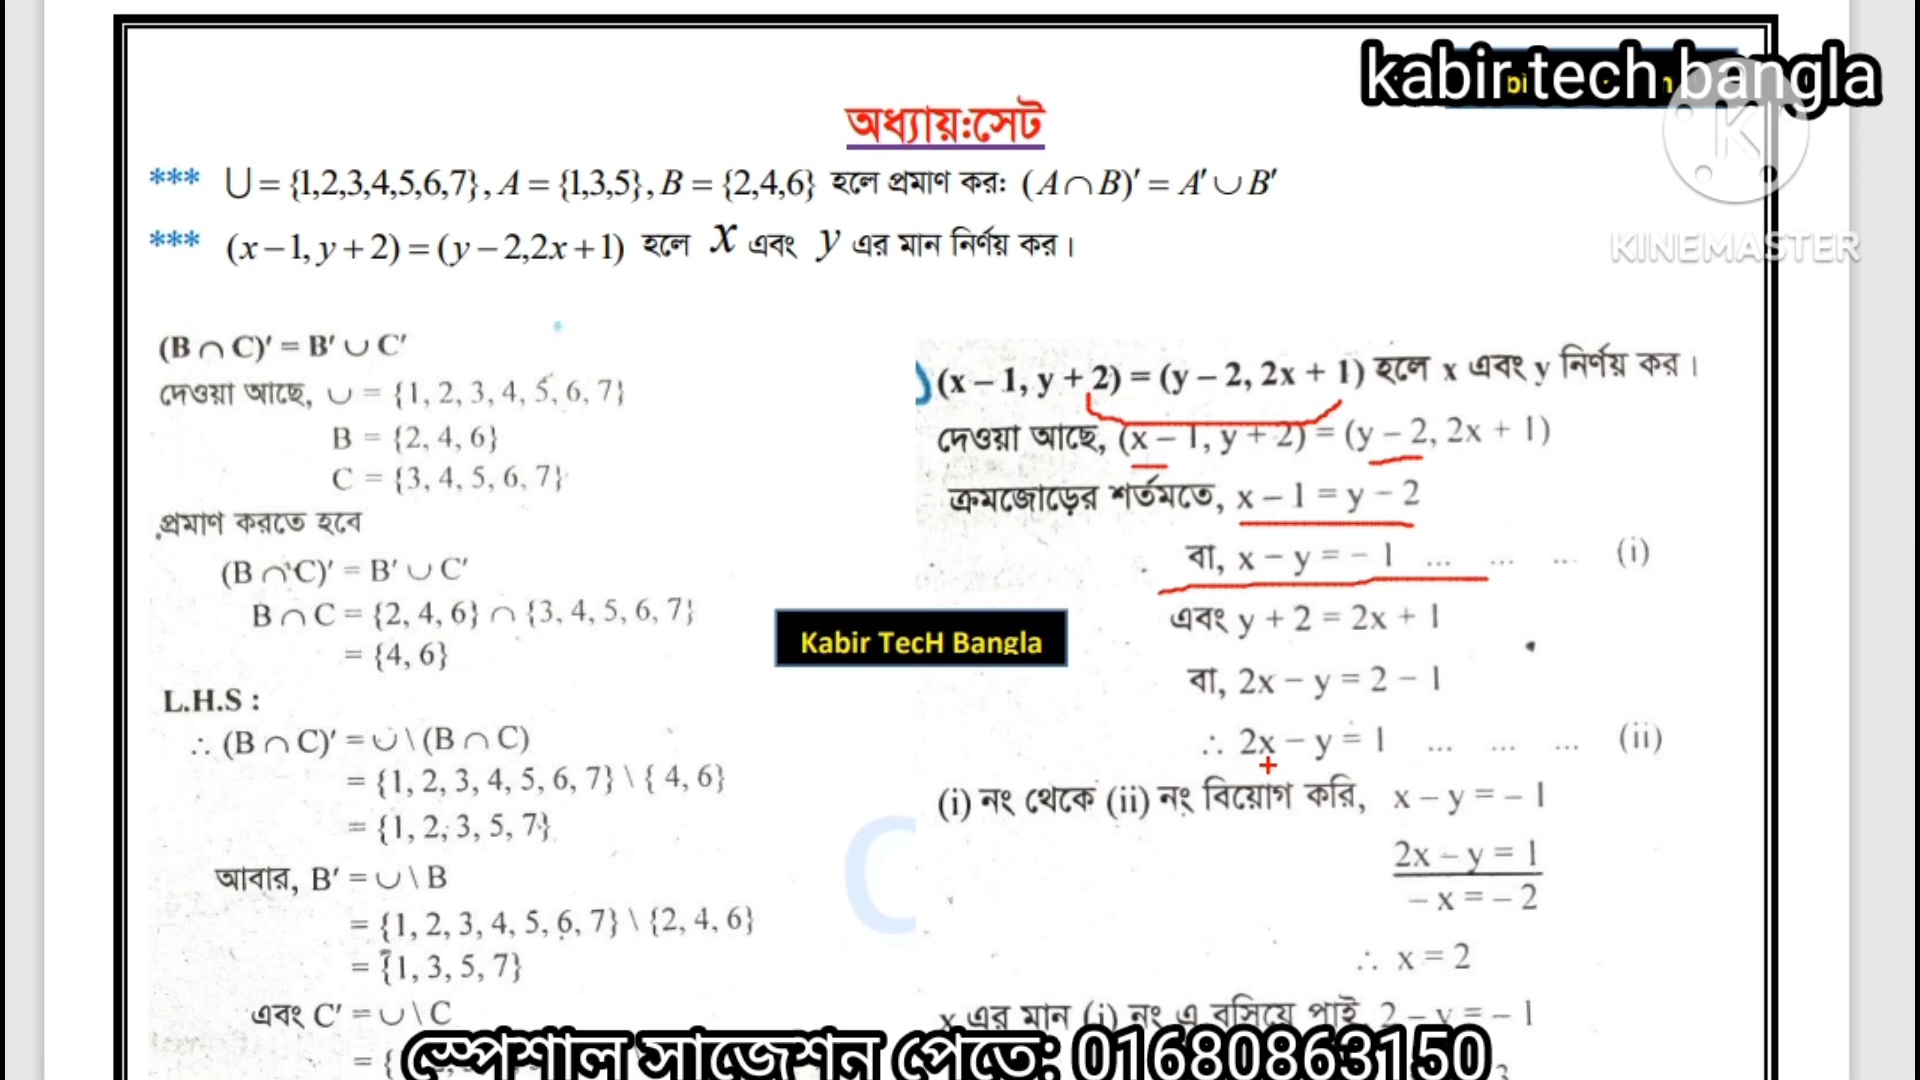 kabir tech bangla
অধ্যায়ঃসেট
*** U = {1,2,3,4,5,6,7}, A = {1,3,5}, B = {2,4,6} হলে প্রমাণ করঃ (A∩B)′ = A′∪B′
*** (x−1, y+2) = (y−2,2x+1) হলে x এবং y এর মান নির্ণয় কর।
KINEMASTER
(B ∩ C)′ = B′ ∪ C′
দেওয়া আছে, ∪ = {1, 2, 3, 4, 5, 6, 7}
B = {2, 4, 6}
C = {3, 4, 5, 6, 7}
প্রমাণ করতে হবে
(B ∩ C)′ = B′ ∪ C′
B ∩ C = {2, 4, 6} ∩ {3, 4, 5, 6, 7}
= {4, 6}
L.H.S :
∴ (B ∩ C)′ = ∪ \ (B ∩ C)
= {1, 2, 3, 4, 5, 6, 7} \ { 4, 6}
= {1, 2, 3, 5, 7}
আবার, B′ = ∪ \ B
= {1, 2, 3, 4, 5, 6, 7} \ {2, 4, 6}
= {1, 3, 5, 7}
এবং C′ = ∪ \ C
= {
Kabir TecH Bangla
(x – 1, y + 2) = (y – 2, 2x + 1) হলে x এবং y নির্ণয় কর।
দেওয়া আছে, (x – 1, y + 2) = (y – 2, 2x + 1)
ক্রমজোড়ের শর্তমতে, x – 1 = y – 2
বা, x – y = – 1 ... ... ... (i)
এবং y + 2 = 2x + 1
বা, 2x – y = 2 – 1
∴ 2x – y = 1 ... ... ... (ii)
(i) নং থেকে (ii) নং বিয়োগ করি, x – y = – 1
2x – y = 1
– x = – 2
∴ x = 2
x এর মান (i) নং এ বসিয়ে পাই, 2 – y = – 1
স্পেশাল সাজেশন পেতে: 01680863150